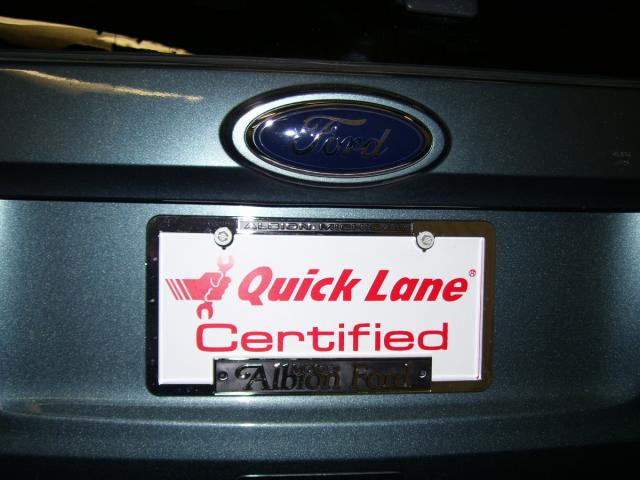 Ford
ALBION, MICHIGAN
Quick Lane®
Certified
Albion Ford